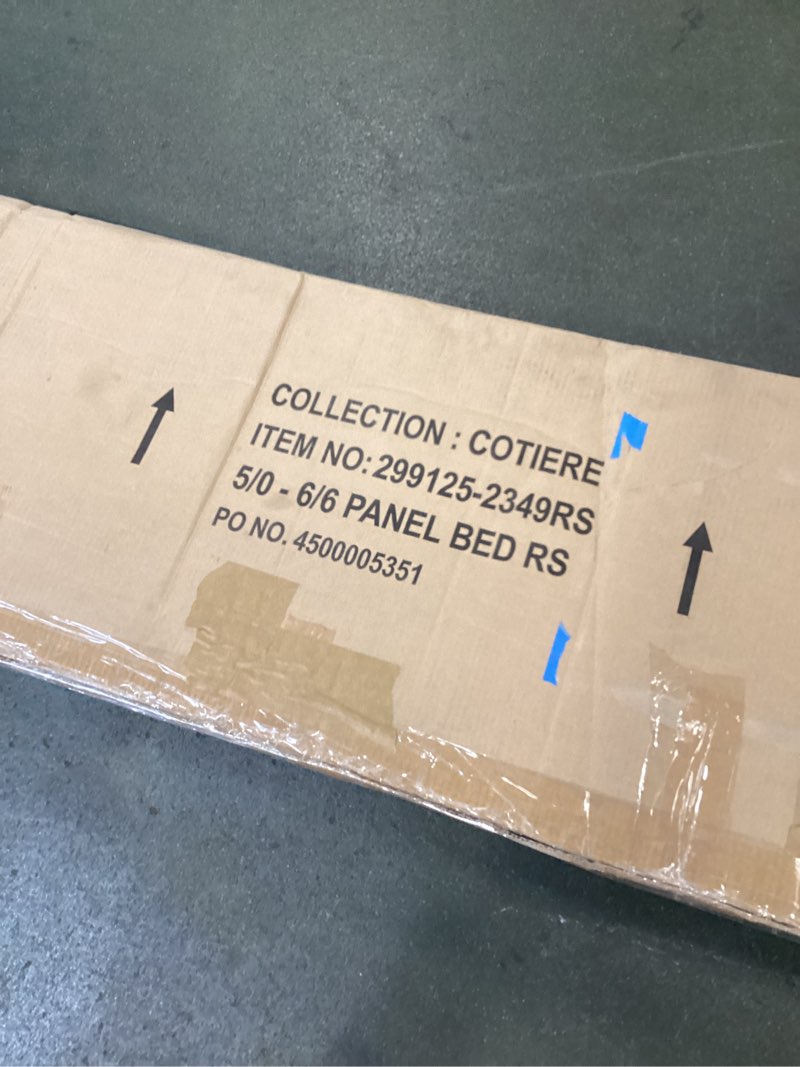 COLLECTION : COTIERE
ITEM NO: 299125-2349RS
5/0 - 6/6 PANEL BED RS
PO NO. 4500005351